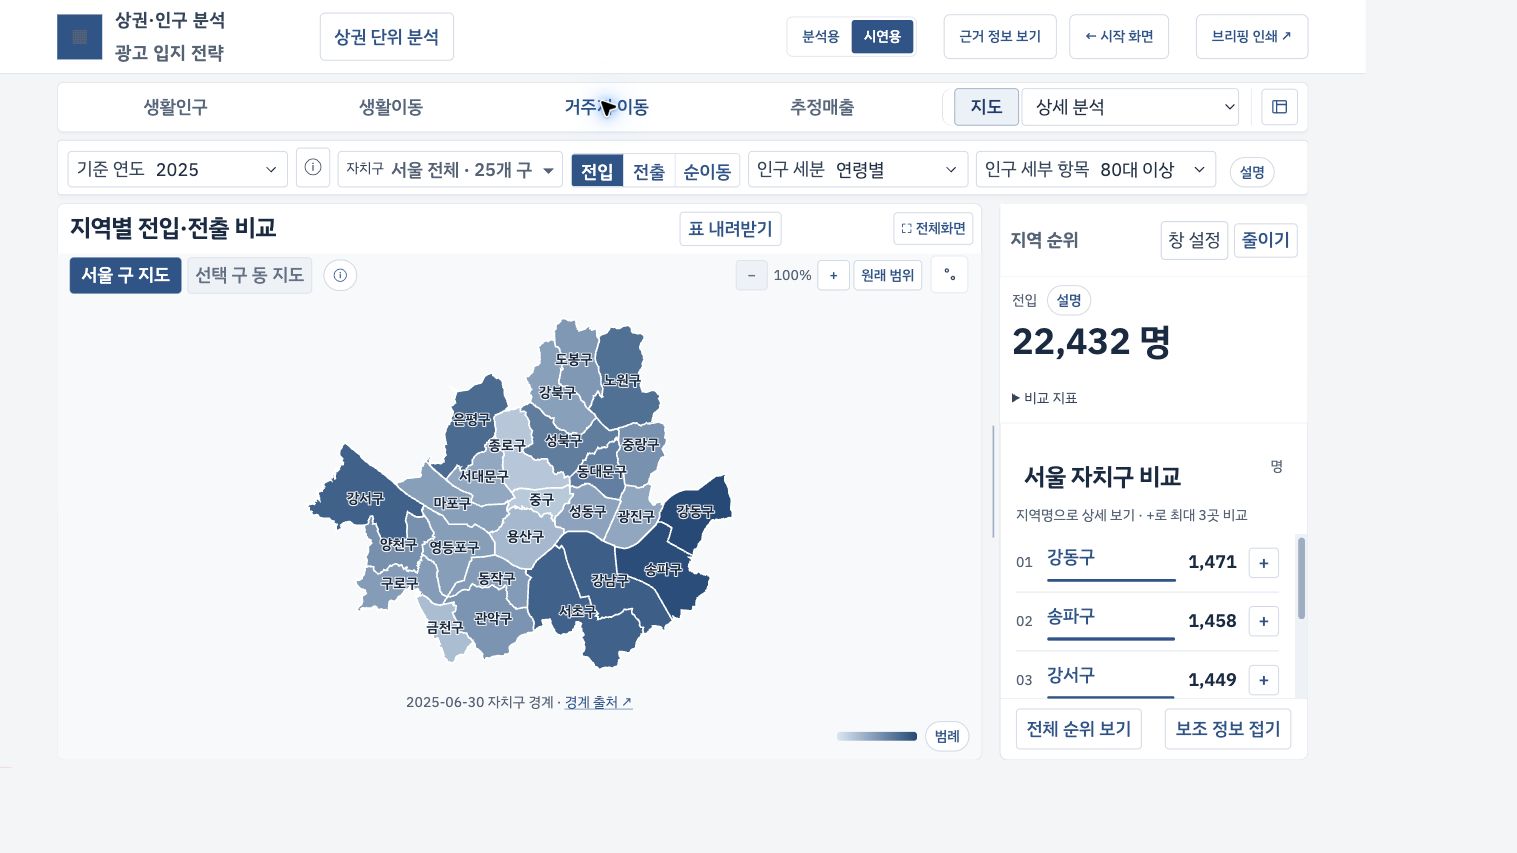 상권·인구 분석
광고 입지 전략
상권 단위 분석
분석용
시연용
근거 정보 보기
← 시작 화면
브리핑 인쇄 ↗
생활인구
생활이동
추정매출
지도
상세 분석
기준 연도 2025
자치구 서울 전체 · 25개 구
전입
전출
순이동
인구 세분 연령별
인구 세부 항목 80대 이상
설명
지역별 전입·전출 비교
표 내려받기
전체화면
서울 구 지도
선택 구 동 지도
− 100% +
원래 범위
도봉구
노원구
강북구
은평구
성북구
종로구
중랑구
동대문구
서대문구
강서구
마포구
중구
성동구
광진구
강동구
용산구
양천구
영등포구
송파구
동작구
강남구
구로구
서초구
관악구
금천구
2025-06-30 자치구 경계 · 경계 출처 ↗
범례
지역 순위
창 설정
줄이기
전입
설명
22,432 명
▶ 비교 지표
명
서울 자치구 비교
지역명으로 상세 보기 · +로 최대 3곳 비교
01 강동구 1,471 +
02 송파구 1,458 +
03 강서구 1,449 +
전체 순위 보기
보조 정보 접기